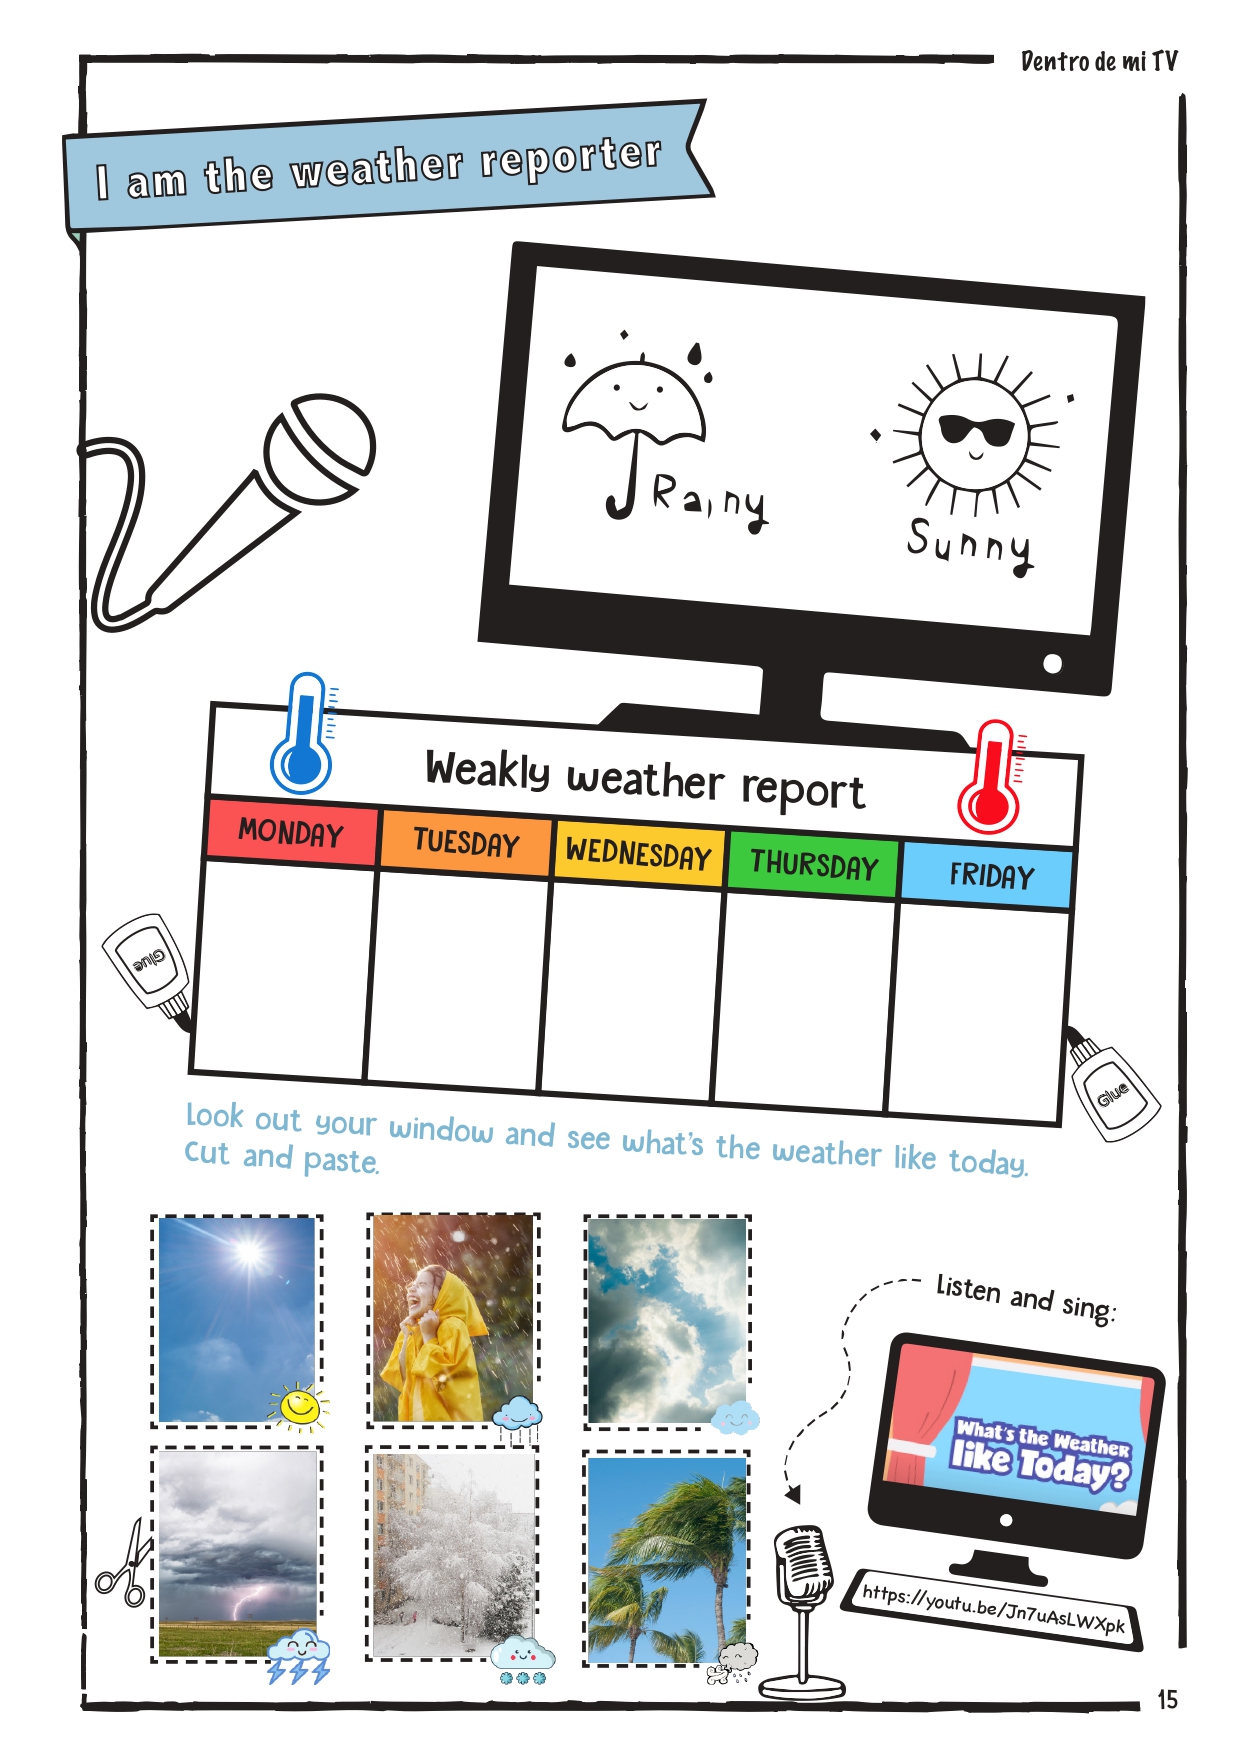 Dentro de mi TV
I am the weather reporter
Rainy
Sunny
Weakly weather report
MONDAY TUESDAY WEDNESDAY THURSDAY FRIDAY
Glue
Glue
Look out your window and see what's the weather like today.
Cut and paste.
Listen and sing:
What's the Weather
like Today?
https://youtu.be/Jn7uAsLWXpk
15